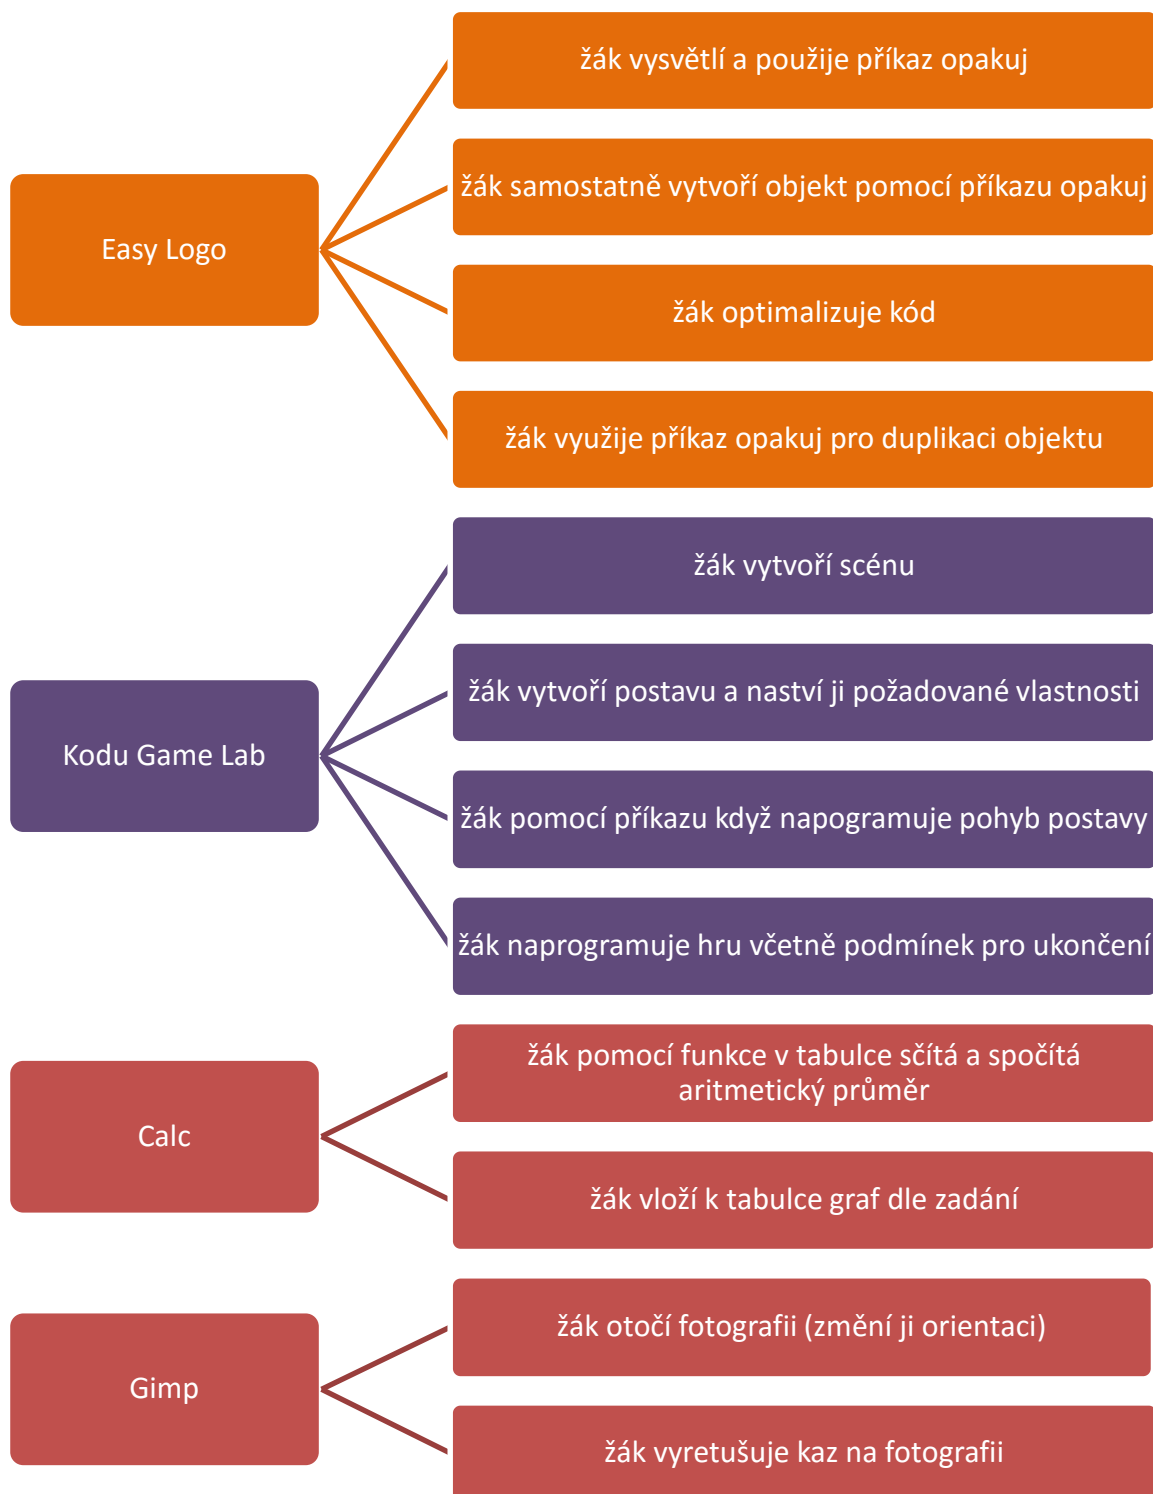 Easy Logo
žák vysvětlí a použije příkaz opakuj
žák samostatně vytvoří objekt pomocí příkazu opakuj
žák optimalizuje kód
žák využije příkaz opakuj pro duplikaci objektu
Kodu Game Lab
žák vytvoří scénu
žák vytvoří postavu a naství ji požadované vlastnosti
žák pomocí příkazu když napogramuje pohyb postavy
žák naprogramuje hru včetně podmínek pro ukončení
Calc
žák pomocí funkce v tabulce sčítá a spočítá
aritmetický průměr
žák vloží k tabulce graf dle zadání
Gimp
žák otočí fotografii (změní ji orientaci)
žák vyretušuje kaz na fotografii